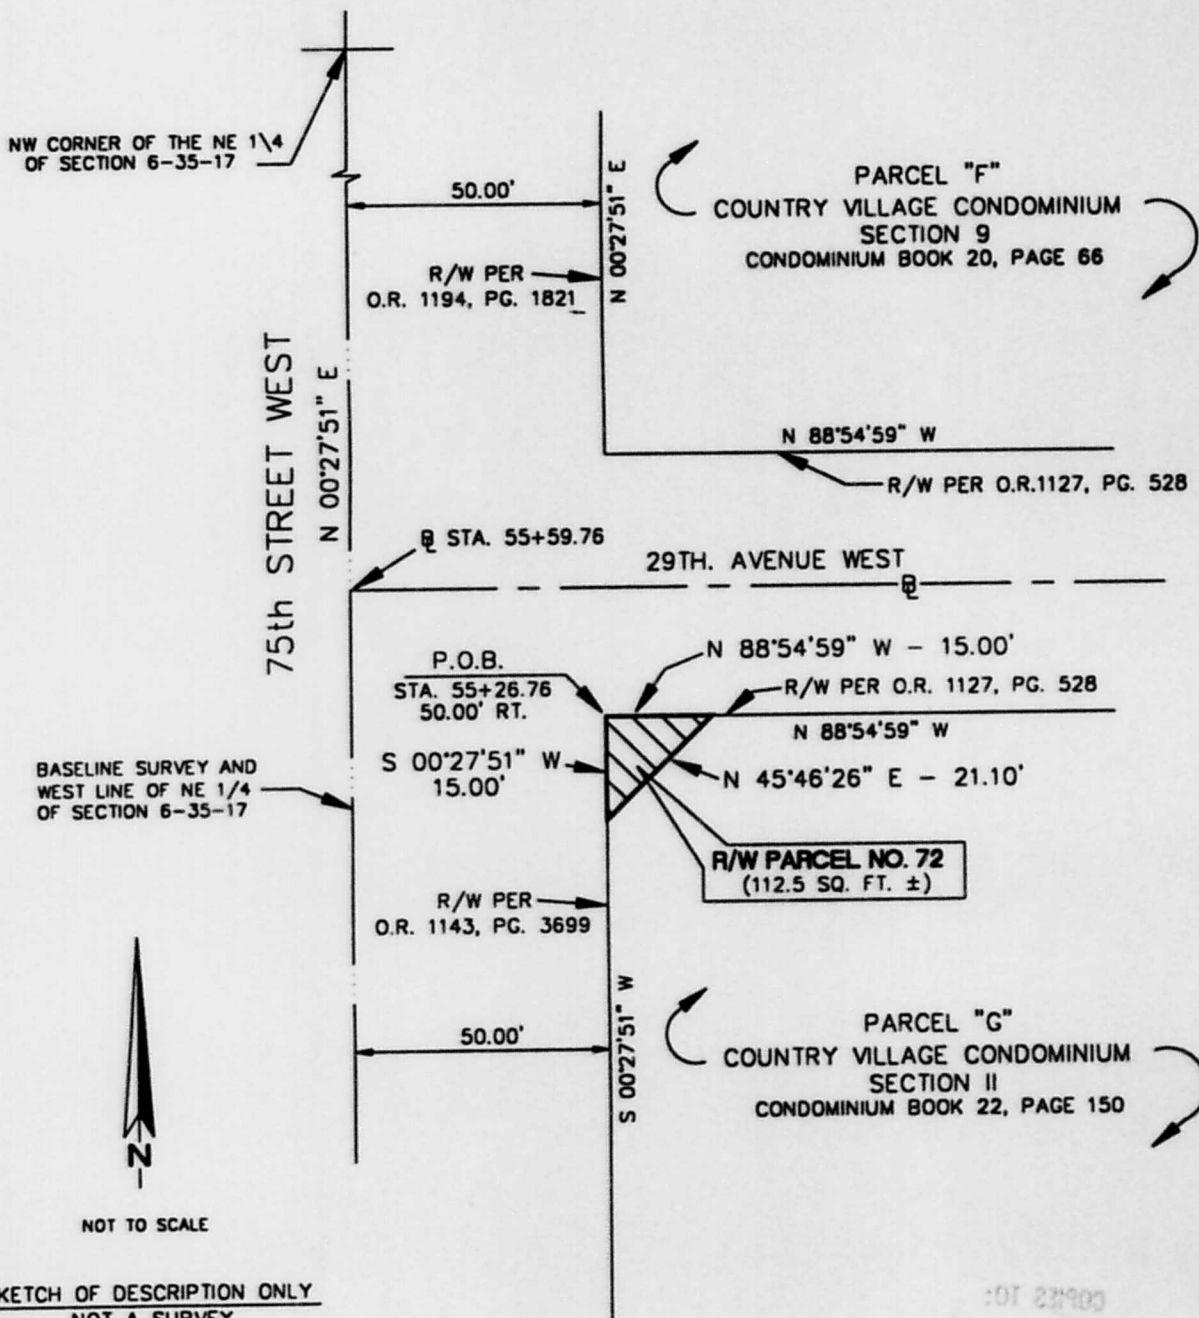 NW CORNER OF THE NE 1\4
OF SECTION 6-35-17
50.00'
N 00°27'51" E
PARCEL "F"
COUNTRY VILLAGE CONDOMINIUM
SECTION 9
CONDOMINIUM BOOK 20, PAGE 66
R/W PER
O.R. 1194, PG. 1821
75th STREET WEST
N 00°27'51" E
N 88°54'59" W
R/W PER O.R.1127, PG. 528
BL STA. 55+59.76
29TH. AVENUE WEST
BL
P.O.B.
STA. 55+26.76
50.00' RT.
N 88°54'59" W - 15.00'
R/W PER O.R. 1127, PG. 528
N 88°54'59" W
S 00°27'51" W
15.00'
N 45°46'26" E - 21.10'
BASELINE SURVEY AND
WEST LINE OF NE 1/4
OF SECTION 6-35-17
R/W PARCEL NO. 72
(112.5 SQ. FT. ±)
R/W PER
O.R. 1143, PG. 3699
S 00°27'51" W
50.00'
PARCEL "G"
COUNTRY VILLAGE CONDOMINIUM
SECTION II
CONDOMINIUM BOOK 22, PAGE 150
N
NOT TO SCALE
KETCH OF DESCRIPTION ONLY
NOT A SURVEY
COPIES TO: